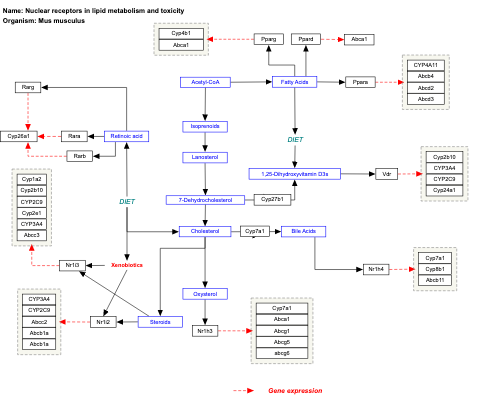 Name: Nuclear receptors in lipid metabolism and toxicity
Organism: Mus musculus
Cyp4b1
Abca1
Pparg
Ppard
Abca1
Acetyl-CoA
Fatty Acids
Ppara
CYP4A11
Abcb4
Abcd2
Abcd3
Rarg
Isoprenoids
Cyp26a1
Rara
Retinoic acid
DIET
Rarb
Lanosterol
Cyp2b10
CYP3A4
CYP2C9
Cyp24a1
1,25-Dihydroxyvitamin D3s
Vdr
Cyp1a2
Cyp2b10
CYP2C9
Cyp2e1
CYP3A4
Abcc3
DIET
7-Dehydrocholesterol
Cyp27b1
Cholesterol
Cyp7a1
Bile Acids
Nr1i3
Xenobiotics
Nr1h4
Cyp7a1
Cyp8b1
Abcb11
CYP3A4
CYP2C9
Abcc2
Abcb1a
Abcb1a
Oxysterol
Nr1i2
Steroids
Nr1h3
Cyp7a1
Abca1
Abcg1
Abcg5
abcg6
Gene expression